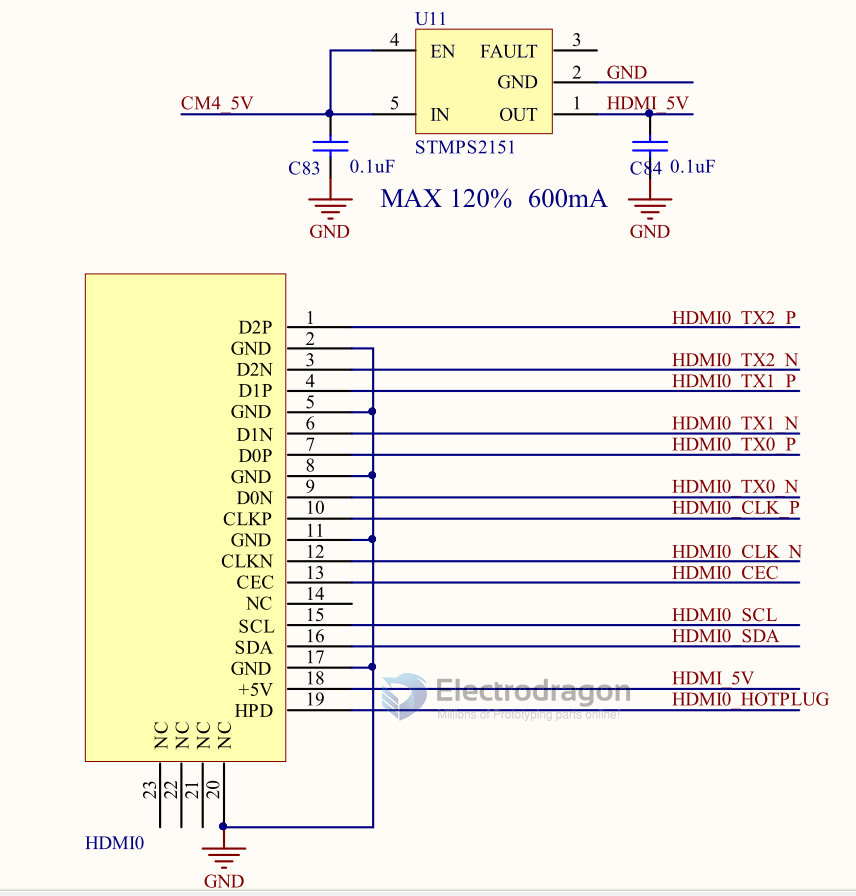 U11
4 EN FAULT 3
GND 2 GND
CM4_5V 5 IN OUT 1 HDMI_5V
STMPS2151
C83 0.1uF C84 0.1uF
MAX 120% 600mA
GND GND
D2P 1 HDMI0_TX2_P
GND 2
D2N 3 HDMI0_TX2_N
D1P 4 HDMI0_TX1_P
GND 5
D1N 6 HDMI0_TX1_N
D0P 7 HDMI0_TX0_P
GND 8
D0N 9 HDMI0_TX0_N
CLKP 10 HDMI0_CLK_P
GND 11
CLKN 12 HDMI0_CLK_N
CEC 13 HDMI0_CEC
NC 14
SCL 15 HDMI0_SCL
SDA 16 HDMI0_SDA
GND 17
+5V 18 HDMI_5V
HPD 19 HDMI0_HOTPLUG
Electrodragon
Millions of Prototyping parts online!
NC NC NC NC
23 22 21 20
HDMI0
GND